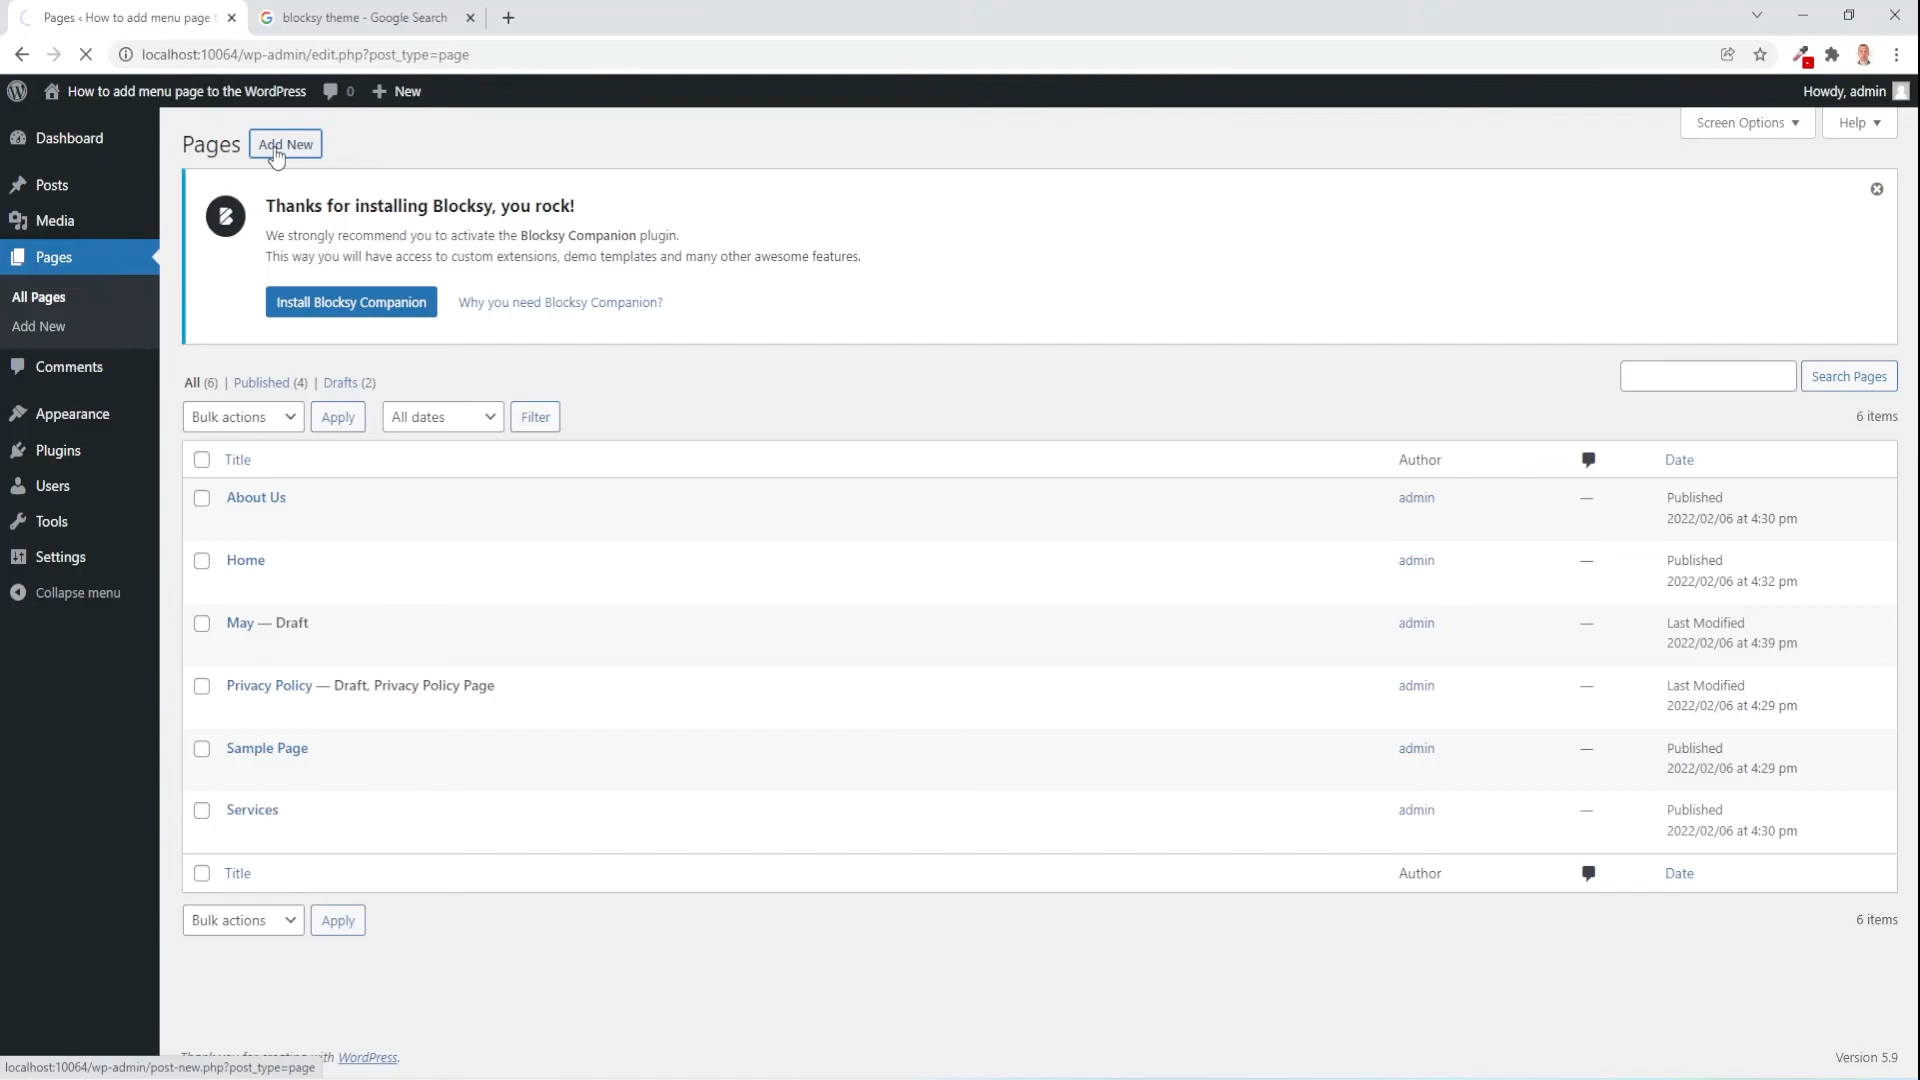 Pages ‹ How to add menu page t
blocksy theme - Google Search
localhost:10064/wp-admin/edit.php?post_type=page
How to add menu page to the WordPress
0
New
Howdy, admin
Dashboard
Posts
Media
Pages
All Pages
Add New
Comments
Appearance
Plugins
Users
Tools
Settings
Collapse menu
Pages
Add New
Screen Options
Help
Thanks for installing Blocksy, you rock!
We strongly recommend you to activate the Blocksy Companion plugin.
This way you will have access to custom extensions, demo templates and many other awesome features.
Install Blocksy Companion
Why you need Blocksy Companion?
All (6) | Published (4) | Drafts (2)
Search Pages
Bulk actions
Apply
All dates
Filter
6 items
Title
Author
Date
About Us
admin
—
Published
2022/02/06 at 4:30 pm
Home
admin
—
Published
2022/02/06 at 4:32 pm
May — Draft
admin
—
Last Modified
2022/02/06 at 4:39 pm
Privacy Policy — Draft, Privacy Policy Page
admin
—
Last Modified
2022/02/06 at 4:29 pm
Sample Page
admin
—
Published
2022/02/06 at 4:29 pm
Services
admin
—
Published
2022/02/06 at 4:30 pm
Title
Author
Date
Bulk actions
Apply
6 items
Thank you for creating with WordPress.
Version 5.9
localhost:10064/wp-admin/post-new.php?post_type=page